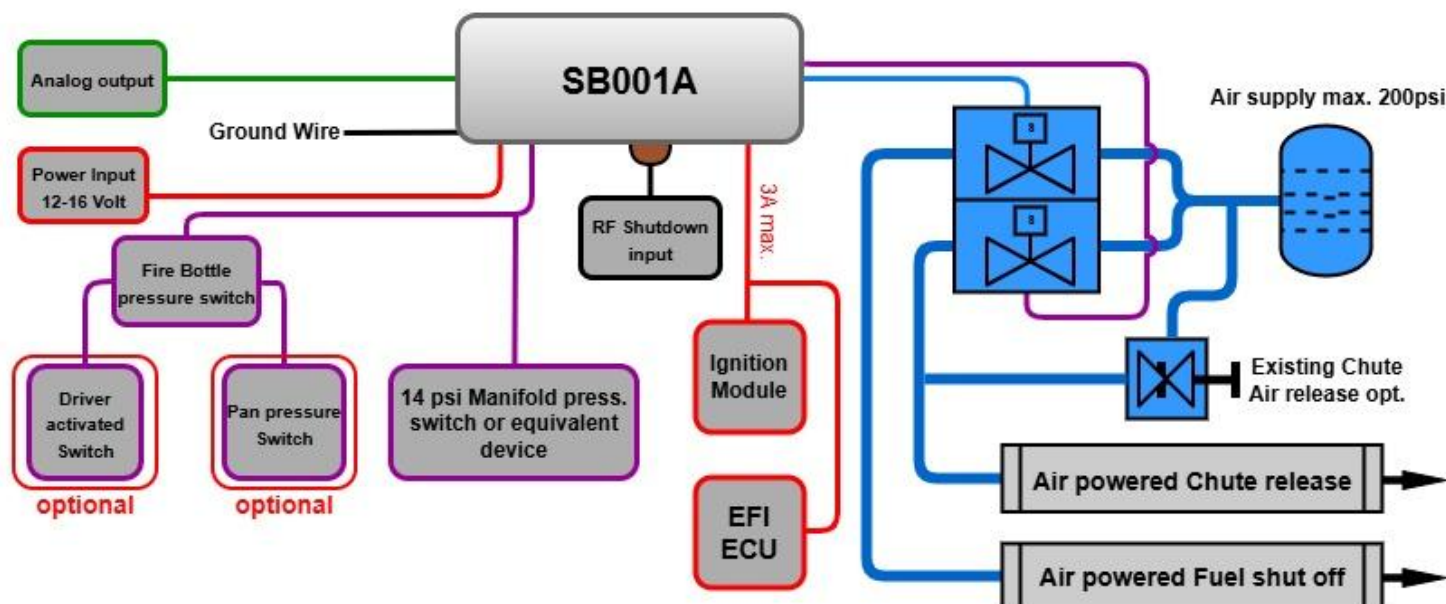 SB001A
Analog output
Ground Wire
Power Input
12-16 Volt
Air supply max. 200psi
S
S
RF Shutdown
input
3A max.
Fire Bottle
pressure switch
Driver
activated
Switch
optional
Pan pressure
Switch
optional
14 psi Manifold press.
switch or equivalent
device
Ignition
Module
EFI
ECU
Existing Chute
Air release opt.
Air powered Chute release
Air powered Fuel shut off